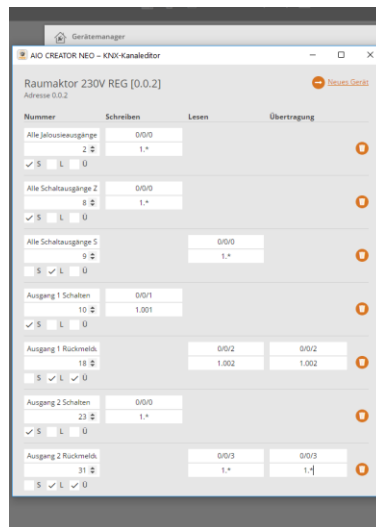 Gerätemanager
AIO CREATOR NEO – KNX-Kanaleditor
Raumaktor 230V REG [0.0.2]
Neues Gerät
Adresse 0.0.2
Nummer Schreiben Lesen Übertragung
Alle Jalousieausgänge 0/0/0
2 1.*
S L Ü
Alle Schaltausgänge Z 0/0/0
8 1.*
S L Ü
Alle Schaltausgänge S 0/0/0
9 1.*
S L Ü
Ausgang 1 Schalten 0/0/1
10 1.001
S L Ü
Ausgang 1 Rückmeldu 0/0/2 0/0/2
18 1.002 1.002
S L Ü
Ausgang 2 Schalten 0/0/0
23 1.*
S L Ü
Ausgang 2 Rückmeldu 0/0/3 0/0/3
31 1.* 1.*
S L Ü